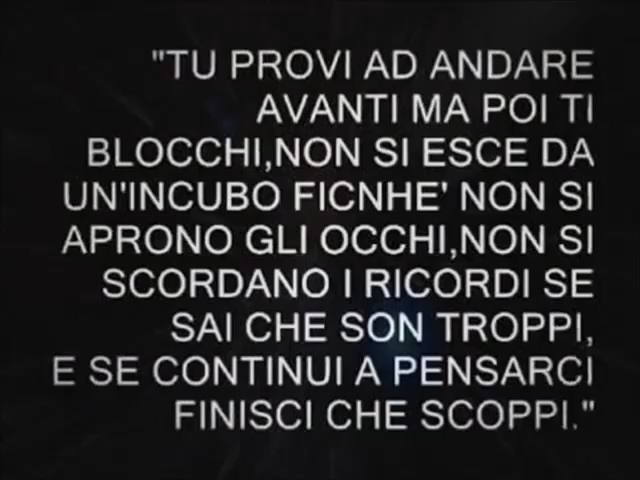 "TU PROVI AD ANDARE
AVANTI MA POI TI
BLOCCHI,NON SI ESCE DA
UN'INCUBO FICNHE' NON SI
APRONO GLI OCCHI,NON SI
SCORDANO I RICORDI SE
SAI CHE SON TROPPI,
E SE CONTINUI A PENSARCI
FINISCI CHE SCOPPI."